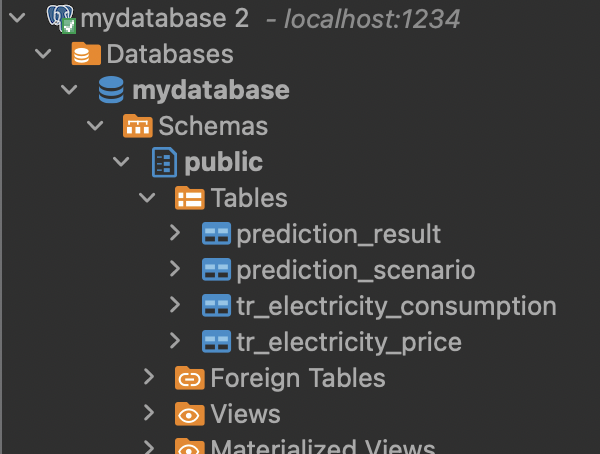 mydatabase 2 - localhost:1234
Databases
mydatabase
Schemas
public
Tables
prediction_result
prediction_scenario
tr_electricity_consumption
tr_electricity_price
Foreign Tables
Views
Materialized Views